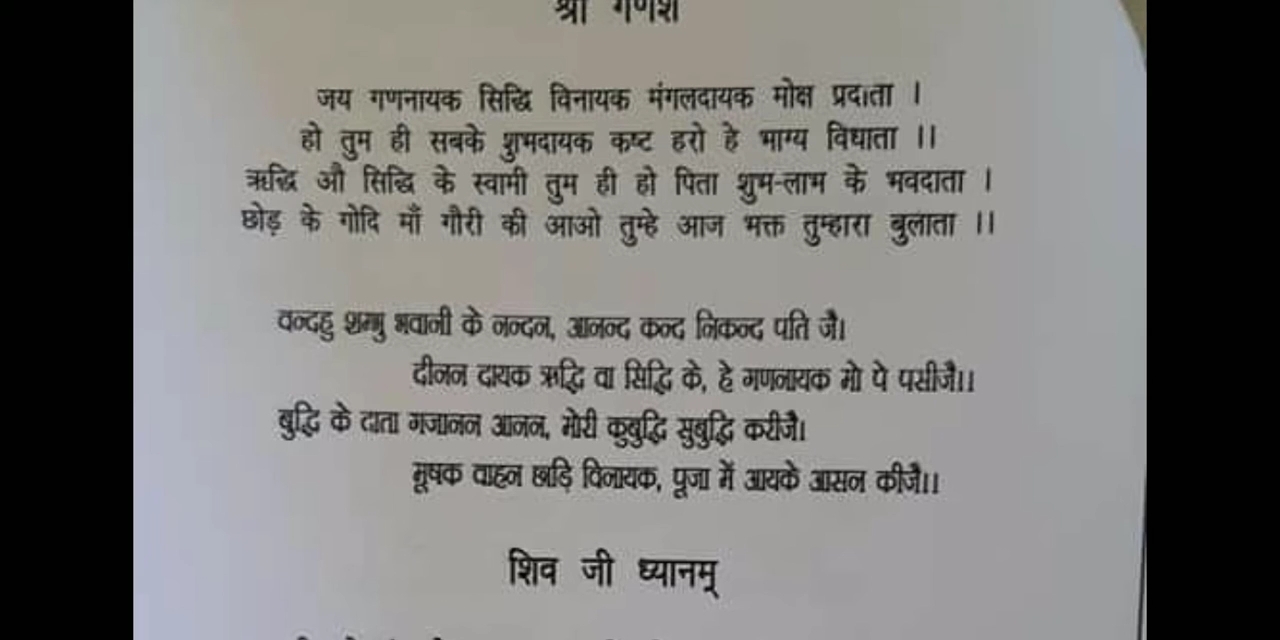 श्री गणेश
जय गणनायक सिद्धि विनायक मंगलदायक मोक्ष प्रदाता ।
हो तुम ही सबके शुभदायक कष्ट हरो हे भाग्य विधाता ।।
ऋद्धि औ सिद्धि के स्वामी तुम ही हो पिता शुभ-लाभ के भवदाता ।
छोड़ के गोदि माँ गौरी की आओ तुम्हे आज भक्त तुम्हारा बुलाता ।।
वन्दहु शम्भु भवानी के नन्दन, आनन्द कन्द निकन्द पति जै।
दीनन दायक ऋद्धि वा सिद्धि के, हे गणनायक मो पे पसीजै।।
बुद्धि के दाता गजानन आनन, मोरी कुबुद्धि सुबुद्धि करीजै।
मूषक वाहन छाड़ि विनायक, पूजा में आयके आसन कीजै।।
शिव जी ध्यानम्